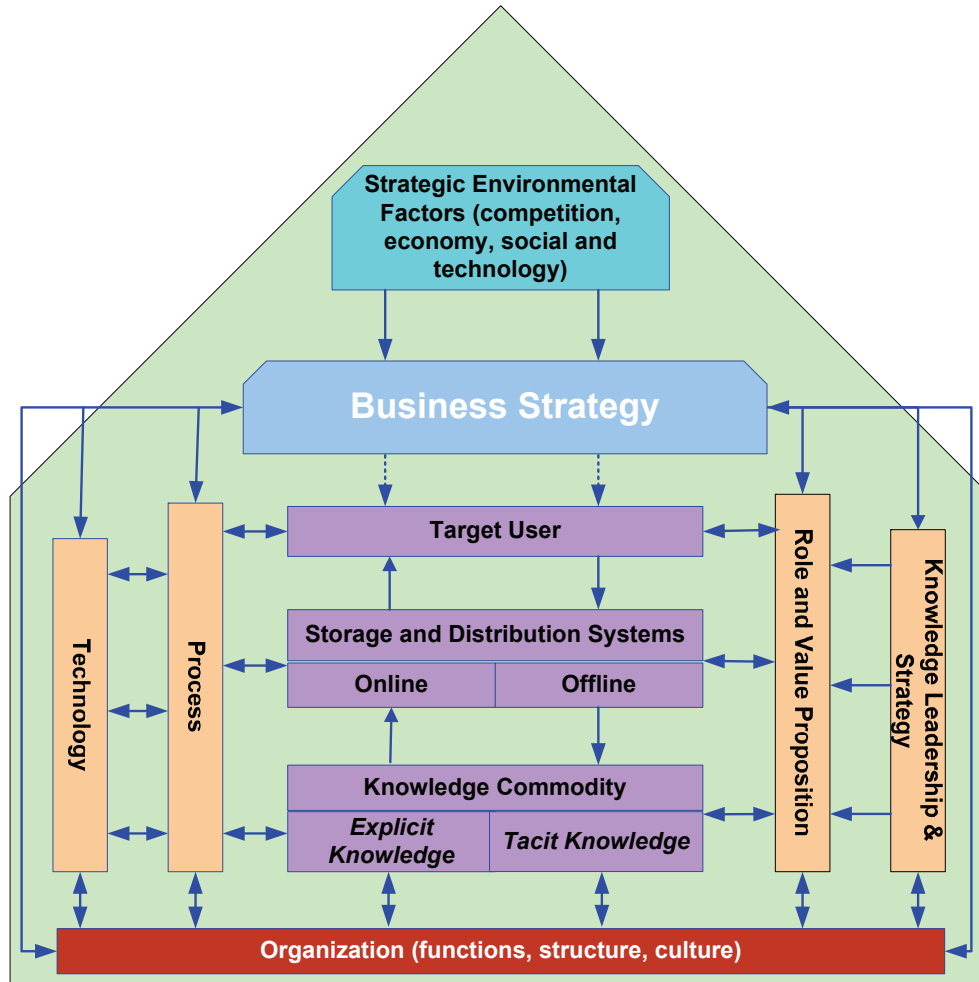 Strategic Environmental
Factors (competition,
economy, social and
technology)
Business Strategy
Target User
Storage and Distribution Systems
Online
Offline
Knowledge Commodity
Explicit
Knowledge
Tacit Knowledge
Technology
Process
Role and Value Proposition
Knowledge Leadership &
Strategy
Organization (functions, structure, culture)